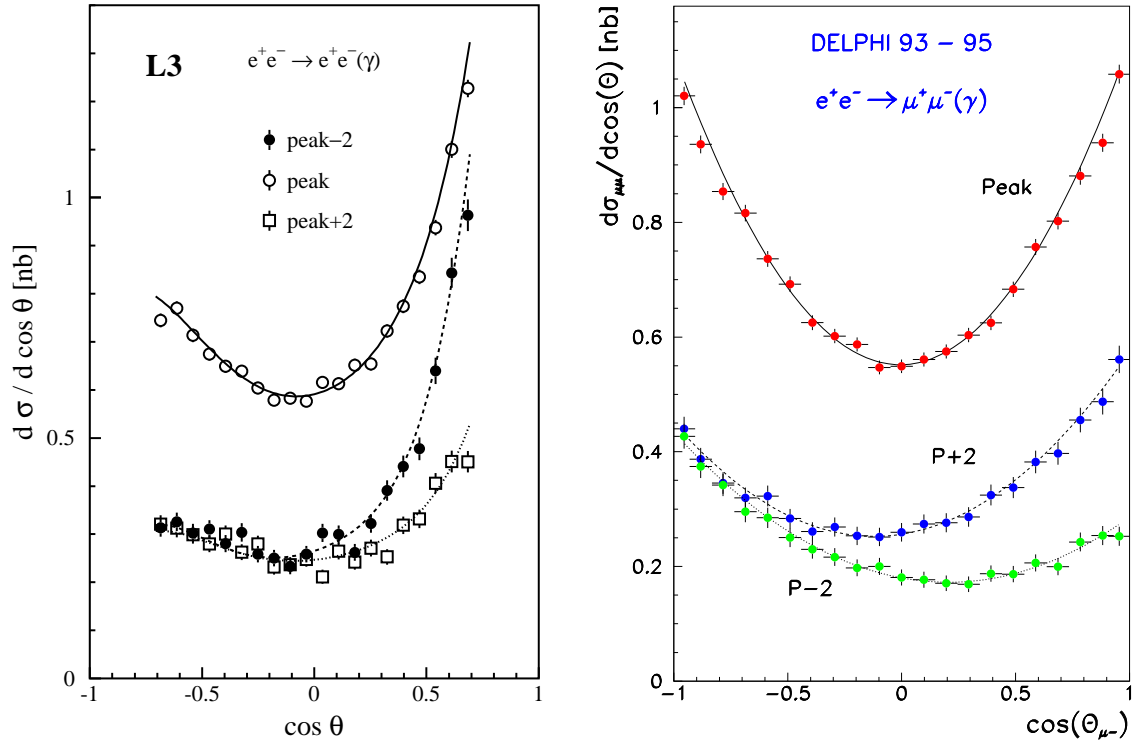 L3
e⁺e⁻ → e⁺e⁻(γ)
peak−2
peak
peak+2
d σ / d cos θ [nb]
1
0.5
0
-1
-0.5
0
0.5
1
cos θ
DELPHI 93 − 95
e⁺e⁻→μ⁺μ⁻(γ)
Peak
P+2
P−2
dσμμ/dcos(Θ) [nb]
1
0.8
0.6
0.4
0.2
0
−1
−0.5
0
0.5
1
cos(Θμ−)